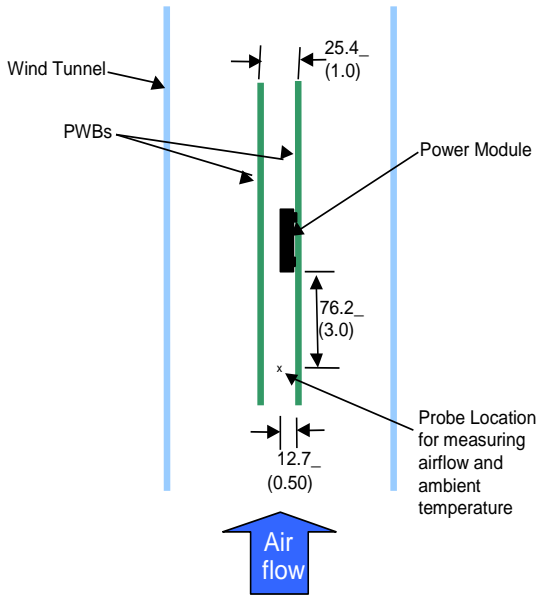 25.4_
(1.0)
Wind Tunnel
PWBs
Power Module
76.2_
(3.0)
x
Probe Location
for measuring
airflow and
ambient
temperature
12.7_
(0.50)
Air
flow